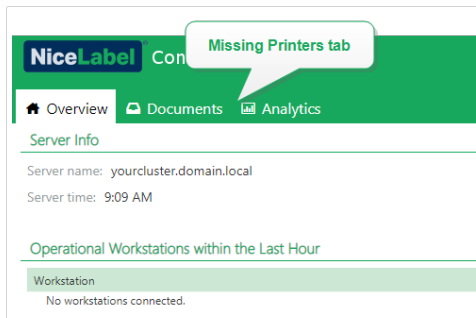 Missing Printers tab
NiceLabel Con
Overview Documents Analytics
Server Info
Server name: yourcluster.domain.local
Server time: 9:09 AM
Operational Workstations within the Last Hour
Workstation
No workstations connected.